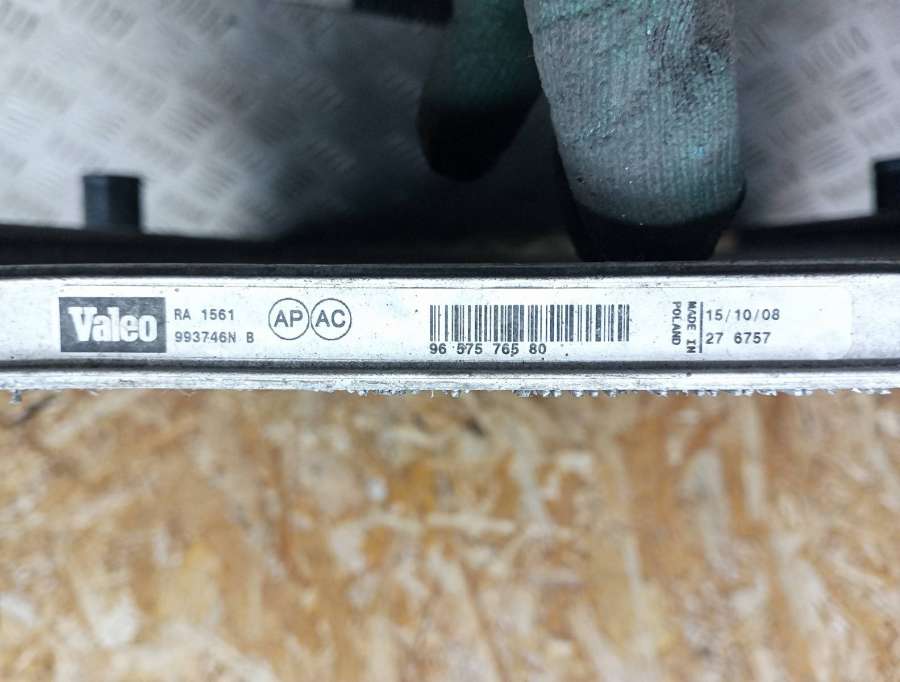 Valeo
RA 1561
993746N B
AP AC
96 575 765 80
MADE IN
POLAND
15/10/08
27 6757